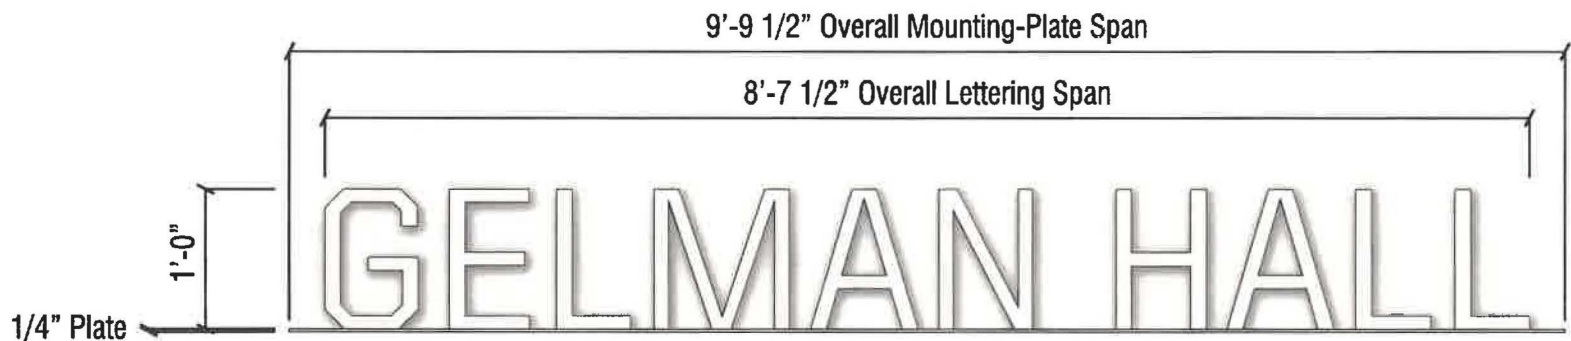 9’-9 1/2” Overall Mounting-Plate Span
8’-7 1/2” Overall Lettering Span
1’-0”
GELMAN HALL
1/4” Plate